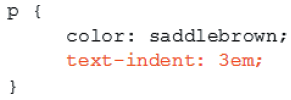 p {
color: saddlebrown;
text-indent: 3em;
}